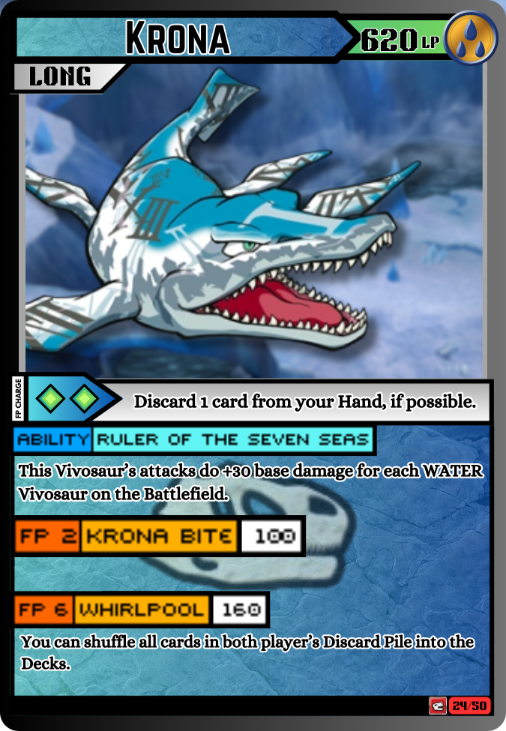 KRONA
620 LP
LONG
FP CHARGE
Discard 1 card from your Hand, if possible.
ABILITY RULER OF THE SEVEN SEAS
This Vivosaur's attacks do +30 base damage for each WATER
Vivosaur on the Battlefield.
FP 2 KRONA BITE 100
FP 6 WHIRLPOOL 160
You can shuffle all cards in both player's Discard Pile into the
Decks.
24/50